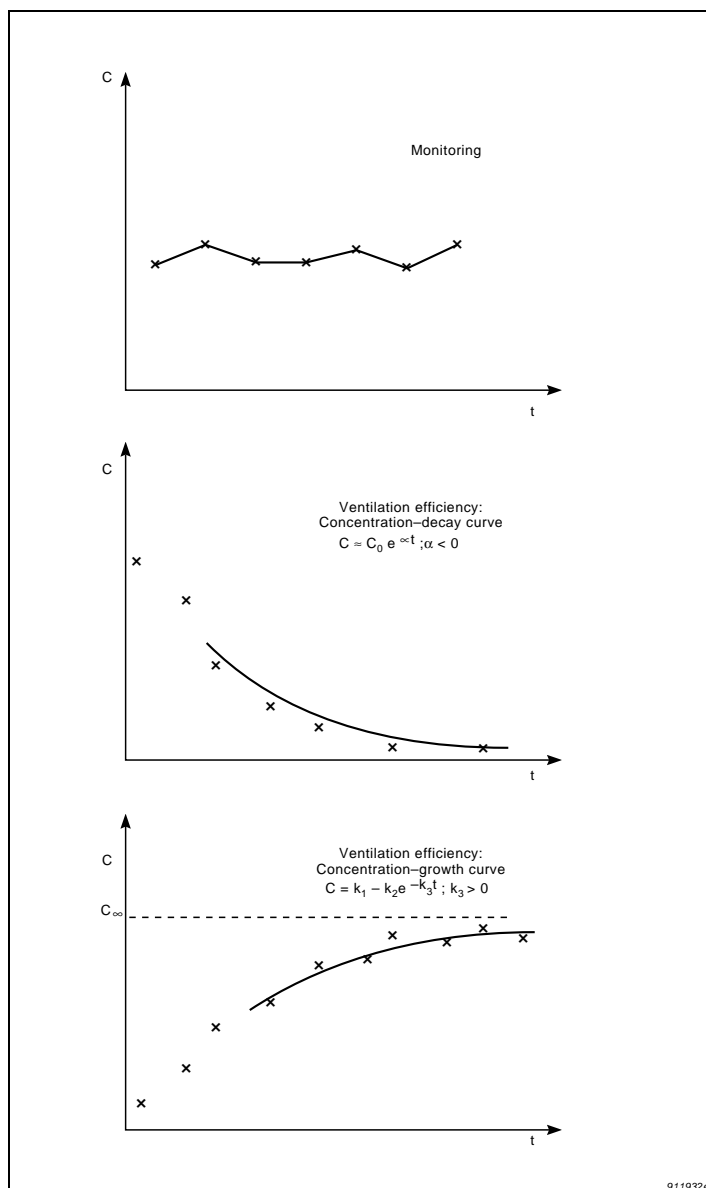 C
Monitoring
t
C
Ventilation efficiency:
Concentration–decay curve
C ≃ C₀ e ∝t ;α < 0
t
C
Ventilation efficiency:
Concentration–growth curve
C = k₁ – k₂e –k₃t ; k₃ > 0
C∞
t